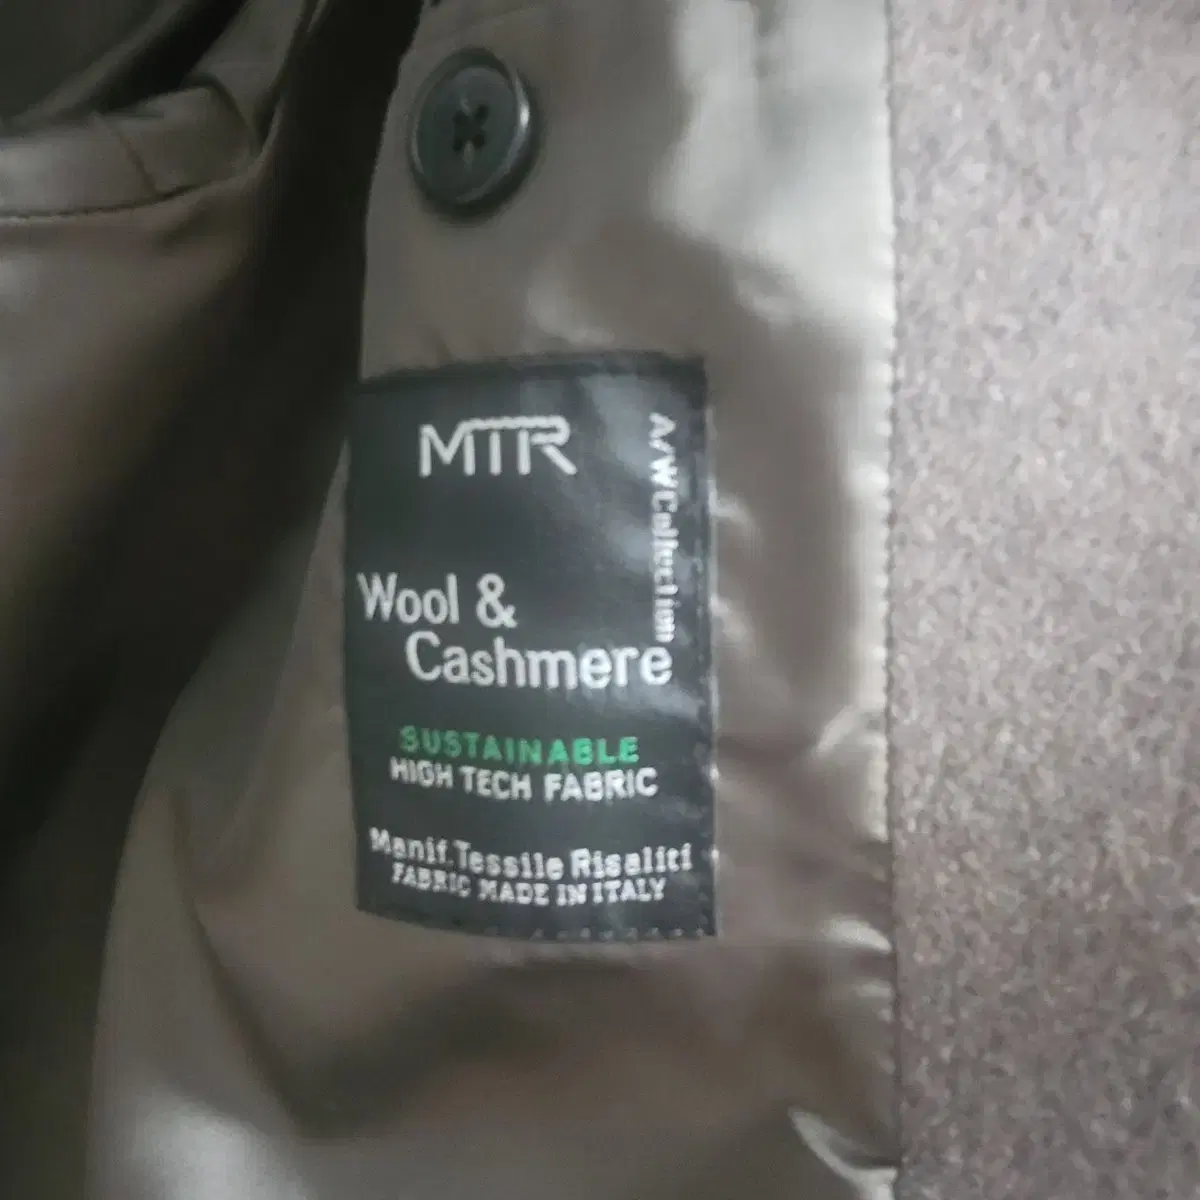 MTR
A/W Collection
Wool &
Cashmere
SUSTAINABLE
HIGH TECH FABRIC
Manif. Tessile Risaliti
FABRIC MADE IN ITALY